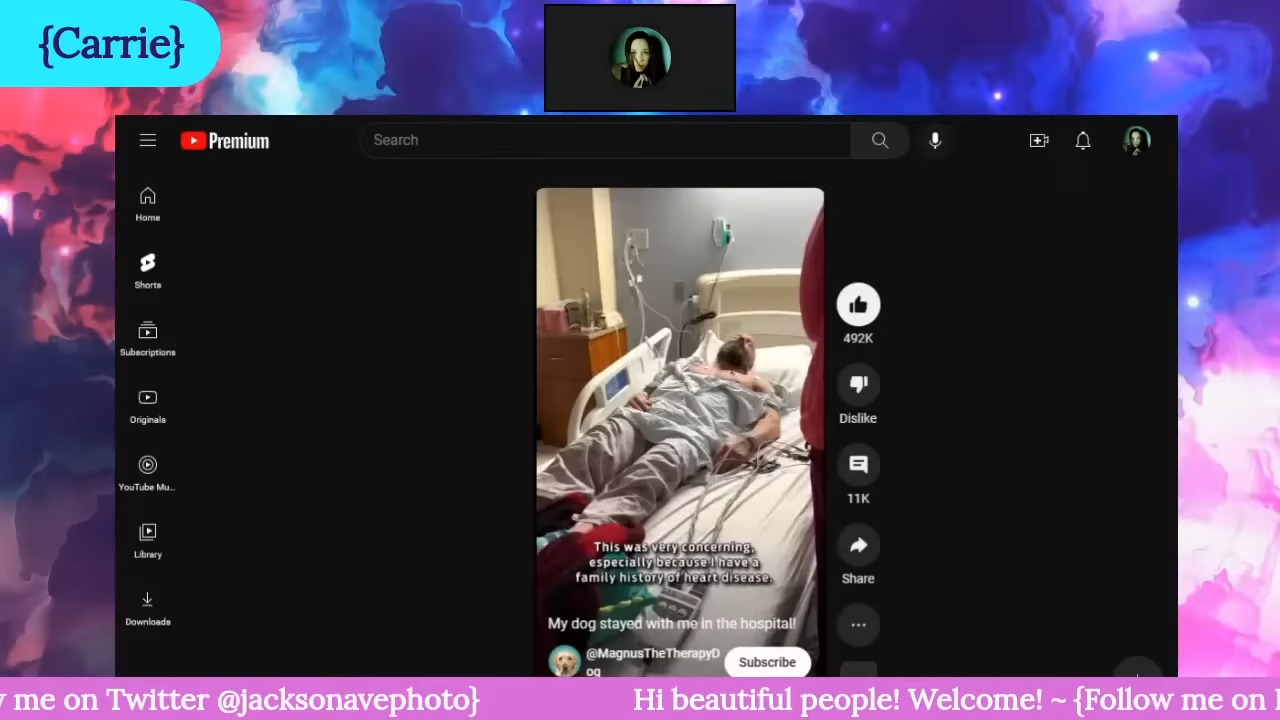 {Carrie}
Premium
Search
Home
Shorts
Subscriptions
Originals
YouTube Mu...
Library
Downloads
492K
Dislike
11K
Share
This was very concerning,
especially because I have a
family history of heart disease.
My dog stayed with me in the hospital!
@MagnusTheTherapyD
og
Subscribe
me on Twitter @jacksonavephoto}
Hi beautiful people! Welcome! ~ {Follow me on